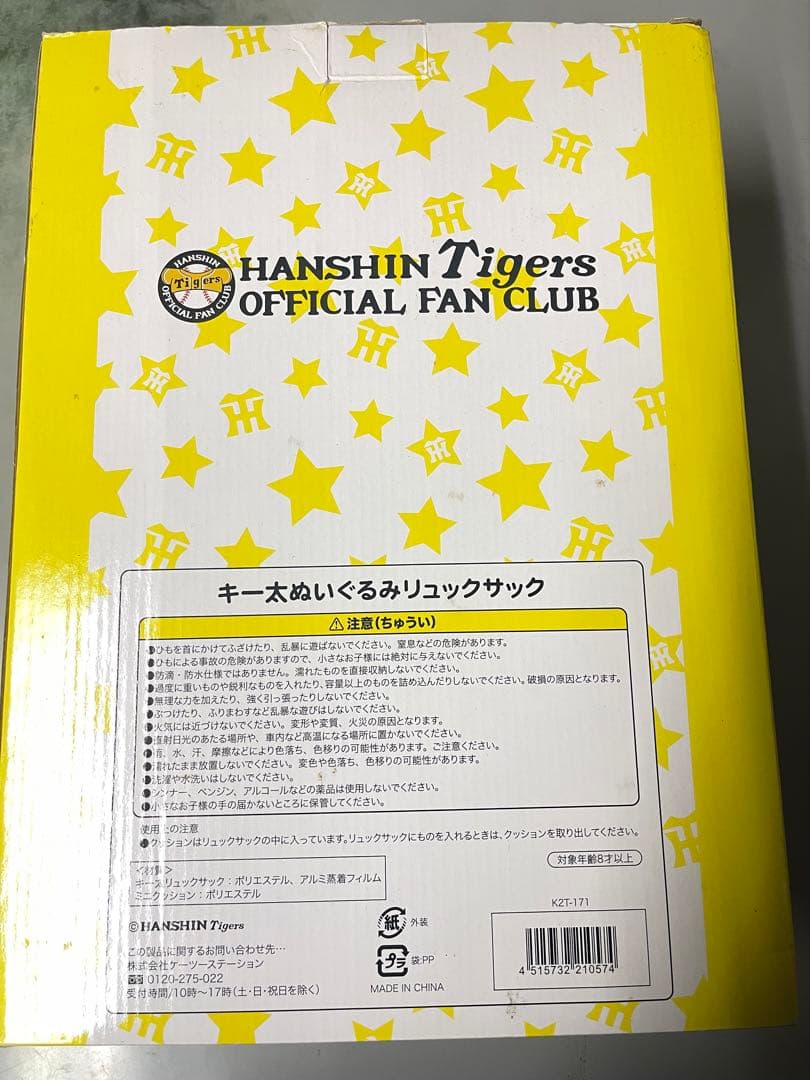 HANSHIN
Tigers
OFFICIAL FAN CLUB
HANSHIN Tigers
OFFICIAL FAN CLUB
キー太ぬいぐるみリュックサック
⚠注意(ちゅうい)
●ひもを首にかけてふざけたり、乱暴に遊ばないでください。窒息などの危険があります。
●ひもによる事故の危険がありますので、小さなお子様には絶対に与えないでください。
●防滴・防水仕様ではありません。濡れたものを直接収納しないでください。
●過度に重いものや鋭利なものを入れたり、容量以上のものを詰め込んだりしないでください。破損の原因となります。
●無理な力を加えたり、強く引っ張ったりしないでください。
●ぶつけたり、ふりまわすなど乱暴な遊びはしないでください。
●火気には近づけないでください。変形や変質、火災の原因となります。
●直射日光のあたる場所や、車内など高温になる場所に置かないでください。
●雨、水、汗、摩擦などにより色落ち、色移りの可能性があります。ご注意ください。
●濡れたまま放置しないでください。変色や色落ち、色移りの可能性があります。
●洗濯や水洗いはしないでください。
●シンナー、ベンジン、アルコールなどの薬品は使用しないでください。
●小さなお子様の手の届かないところに保管してください。
使用上の注意
●クッションはリュックサックの中に入っています。リュックサックにものを入れるときは、クッションを取り出してください。
対象年齢8才以上
＜材質＞
キー太リュックサック：ポリエステル、アルミ蒸着フィルム
ミニクッション：ポリエステル
K2T-171
© HANSHIN Tigers
紙 外装
この製品に関するお問い合わせ先…
株式会社ケーツーステーション
0120-275-022
受付時間/10時〜17時(土・日・祝日を除く)
プラ 袋:PP
MADE IN CHINA
4 515732 210574